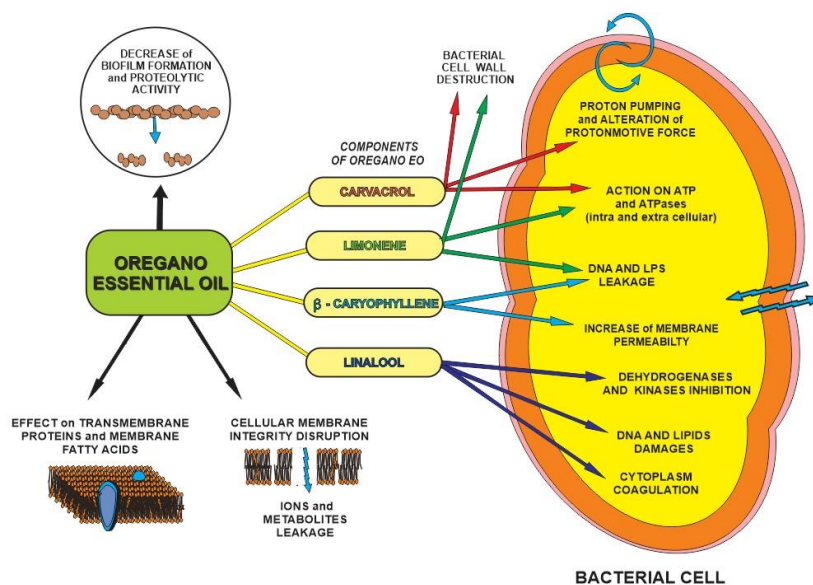 DECREASE of
BIOFILM FORMATION
and PROTEOLYTIC
ACTIVITY
BACTERIAL
CELL WALL
DESTRUCTION
COMPONENTS
OF OREGANO EO
CARVACROL
LIMONENE
β - CARYOPHYLLENE
LINALOOL
OREGANO
ESSENTIAL OIL
EFFECT on TRANSMEMBRANE
PROTEINS and MEMBRANE
FATTY ACIDS
CELLULAR MEMBRANE
INTEGRITY DISRUPTION
IONS and
METABOLITES
LEAKAGE
PROTON PUMPING
and ALTERATION of
PROTONMOTIVE FORCE
ACTION ON ATP
and ATPases
(intra and extra cellular)
DNA AND LPS
LEAKAGE
INCREASE of MEMBRANE
PERMEABILTY
DEHYDROGENASES
AND KINASES INHIBITION
DNA AND LIPIDS
DAMAGES
CYTOPLASM
COAGULATION
BACTERIAL CELL